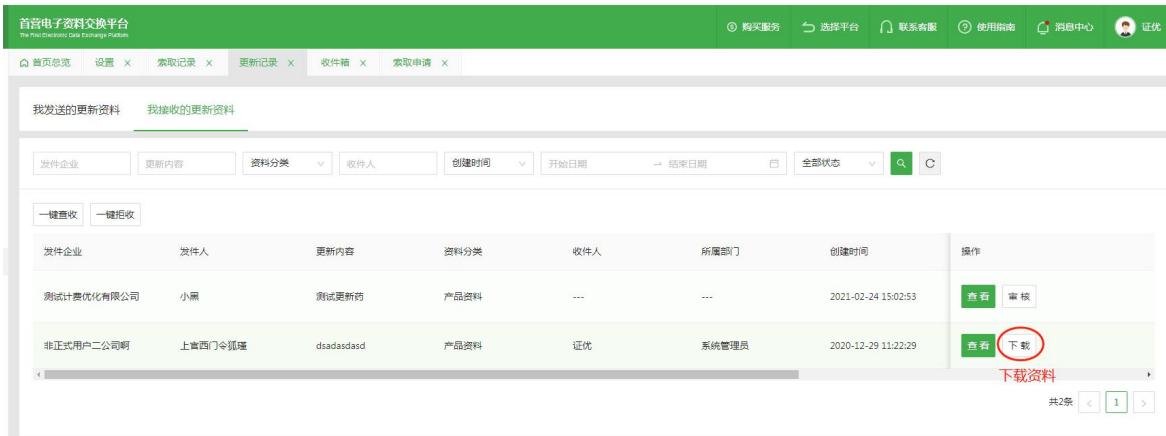 首营电子资料交换平台
The First Electronic Data Exchange Platform
购买服务 选择平台 联系客服 使用指南 消息中心 证优
首页总览 设置 × 索取记录 × 更新记录 × 收件箱 × 索取申请 ×
我发送的更新资料 我接收的更新资料
发件企业 更新内容 资料分类 收件人 创建时间 开始日期 → 结束日期 全部状态
一键查收 一键拒收
发件企业 发件人 更新内容 资料分类 收件人 所属部门 创建时间 操作
测试计费优化有限公司 小黑 测试更新药 产品资料 --- --- 2021-02-24 15:02:53 查看 审核
非正式用户二公司啊 上官西门令狐瑾 dsadasdasd 产品资料 证优 系统管理员 2020-12-29 11:22:29 查看 下载
下载资料
共2条 < 1 >